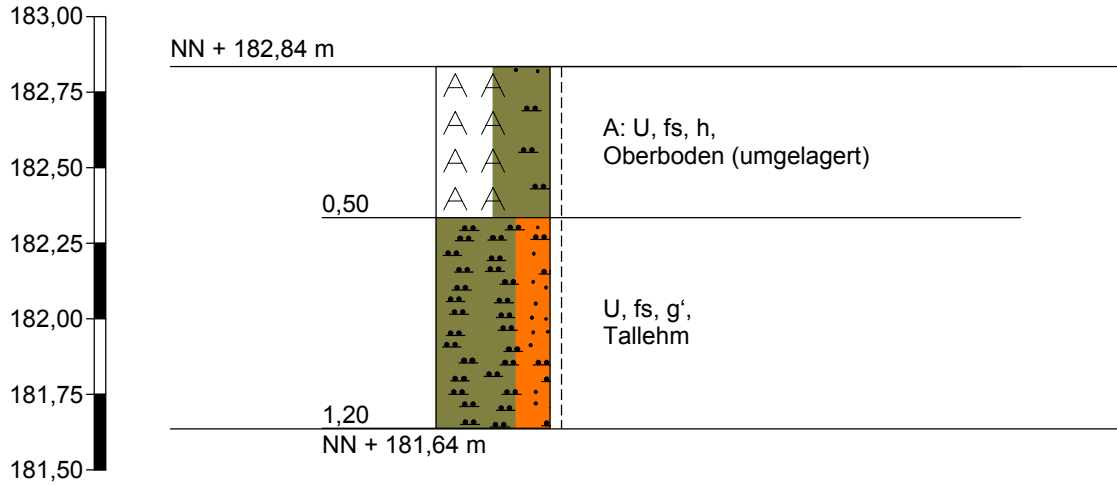 183,00
NN + 182,84 m
182,75
A: U, fs, h,
Oberboden (umgelagert)
182,50
0,50
182,25
U, fs, g‘,
Tallehm
182,00
181,75
1,20
NN + 181,64 m
181,50